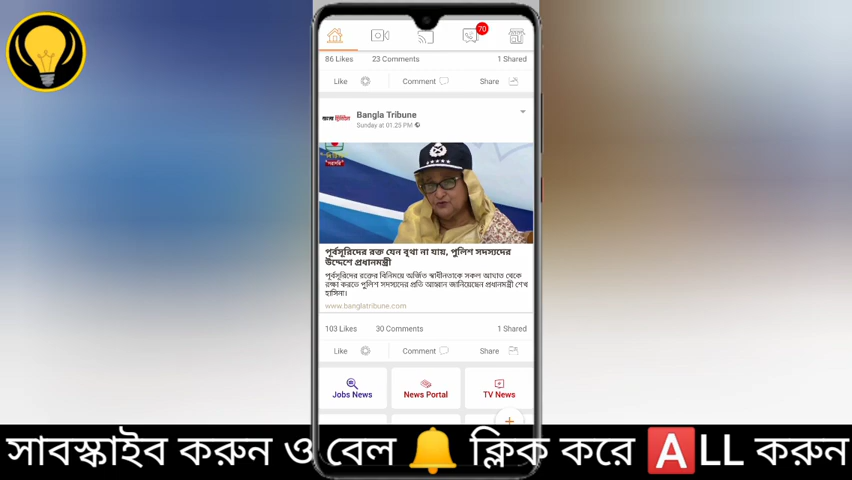 70
86 Likes 23 Comments 1 Shared
Like Comment Share
Bangla Tribune
Sunday at 01.25 PM
পূর্বসূরিদের রক্ত যেন বৃথা না যায়, পুলিশ সদস্যদের
উদ্দেশে প্রধানমন্ত্রী
পূর্বসূরিদের রক্তের বিনিময়ে অর্জিত স্বাধীনতাকে সকল আঘাত থেকে
রক্ষা করতে পুলিশ সদস্যদের প্রতি আহ্বান জানিয়েছেন প্রধানমন্ত্রী শেখ
হাসিনা।
www.banglatribune.com
103 Likes 30 Comments 1 Shared
Like Comment Share
Jobs News News Portal TV News
সাবস্ক্রাইব করুন ও বেল 🔔 ক্লিক করে ALL করুন